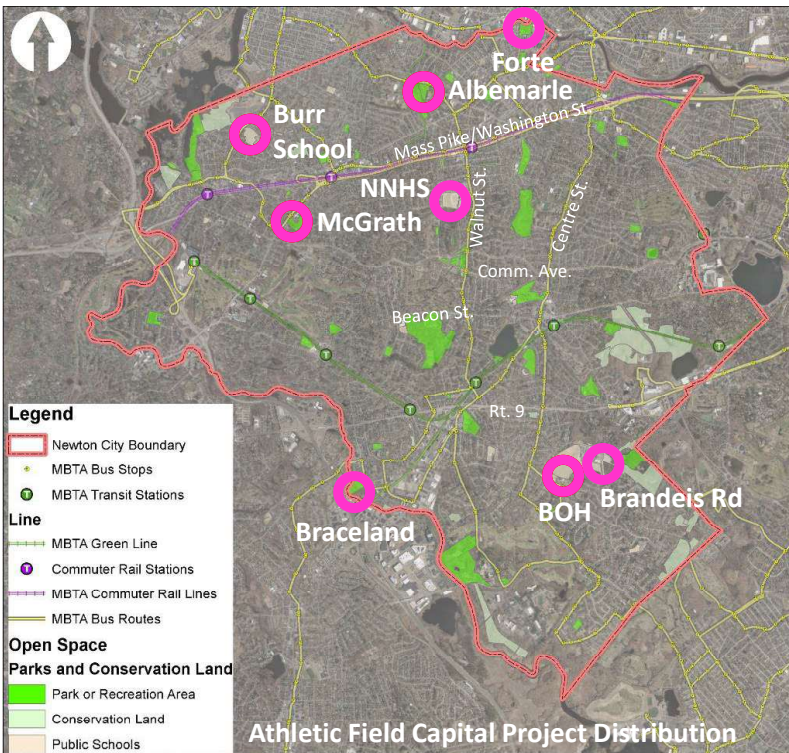 Forte
Albemarle
Burr
School
Mass Pike/Washington St.
NNHS
McGrath
Walnut St.
Centre St.
Comm. Ave.
Beacon St.
Rt. 9
Braceland
BOH
Brandeis Rd
Legend
Newton City Boundary
MBTA Bus Stops
T MBTA Transit Stations
Line
MBTA Green Line
T Commuter Rail Stations
MBTA Commuter Rail Lines
MBTA Bus Routes
Open Space
Parks and Conservation Land
Park or Recreation Area
Conservation Land
Public Schools
Athletic Field Capital Project Distribution